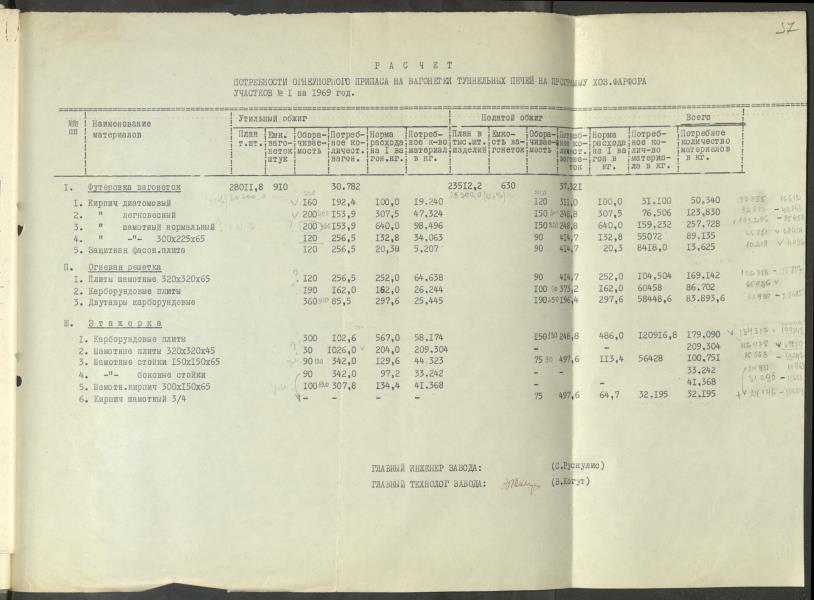 37
Р А С Ч Е Т
ПОТРЕБНОСТИ ОГНЕУПОРНОГО ПРИПАСА НА ВАГОНЕТКИ ТУННЕЛЬНЫХ ПЕЧЕЙ НА ПРОГРАММУ ХОЗ.ФАРФОРА
УЧАСТКОВ № I на 1969 год.
№№ пп Наименование материалов Утильный обжиг Политой обжиг Всего
План т.шт. Емк. ваго-неток штук Обора-чивае-мость Потреб-ное ко-личест. вагон. Норма расхода на I ва гон.кг. Потреб-ное к-во материал в кг. План в тыс.шт. изделий Емко-сть ва-гонеток Обора-чивае-мость Норма расхода на I ва гон в кг. Потреб-ное ко-лич-во материа-ла в кг. Потребное количество материалов в кг.
I. Футеровка вагонеток 28011,8 910 30.782 23512,2 630 37.321
I. Кирпич диатомовый 160 192,4 100,0 19.240 120 311,0 100,0 31.100 50,340
2. " легковесный 200 153,9 307,5 47,324 150 248,8 307,5 76,506 123,830
3. " шамотный нормальный 200 153,9 640,0 98,496 150 248,8 640,0 159,232 257,728
4. " -"- 300х225х65 120 256,5 132,8 34.063 90 414,7 132,8 55072 89.135
5. Защитная фасон.плита 120 256,5 20,30 5.207 90 414,7 20,3 8418,0 13,625
П. Огневая решетка
I. Плиты шамотные 320х320х65 120 256,5 252,0 64,638 90 414,7 252,0 104,504 169.142
2. Карборундовые плиты 190 162,0 162,0 26,244 100 373,2 162,0 60458 86.702
3. Двутавры карборундовые 360 85,5 297,6 25.445 190 196,4 297,6 58448,6 83.893,6
Ш. Э т а ж е р к а
I. Карборундовые плиты 300 102,6 567,0 58,174 150 248,8 486,0 120916,8 179.090
2. Шамотные плиты 320х320х45 30 1026,0 204,0 209.304 – – 209.304
3. Шамотные стойки 150х150х65 90 342,0 129,6 44.323 75 497,6 113,4 56428 100,751
4. -"- боковые стойки 90 342,0 97,2 33.242 – – – 33.242
5. Шамотн.кирпич 300х150х65 100 307,8 134,4 41.368 – – 41,368
6. Кирпич шамотный 3/4 – – – – 75 497,6 64,7 32.195 32.195
ГЛАВНЫЙ ИНЖЕНЕР ЗАВОДА: (С.Рускулис)
ГЛАВНЫЙ ТЕХНОЛОГ ЗАВОДА: (В.Когут)